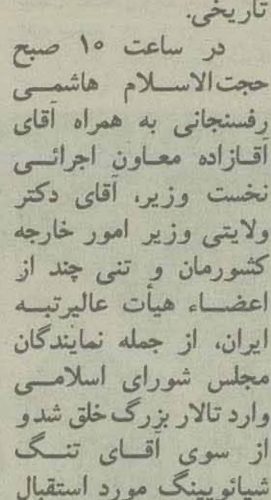 تاریخی.
در ساعت ۱۰ صبح
حجت‌الاسلام هاشمی
رفسنجانی به همراه آقای
آقازاده معاون اجرائی
نخست وزیر، آقای دکتر
ولایتی وزیر امور خارجه
کشورمان و تنی چند از
اعضاء هیأت عالیرتبه
ایران، از جمله نمایندگان
مجلس شورای اسلامی
وارد تالار بزرگ خلق شد و
از سوی آقای تنگ
شیائوپینگ مورد استقبال